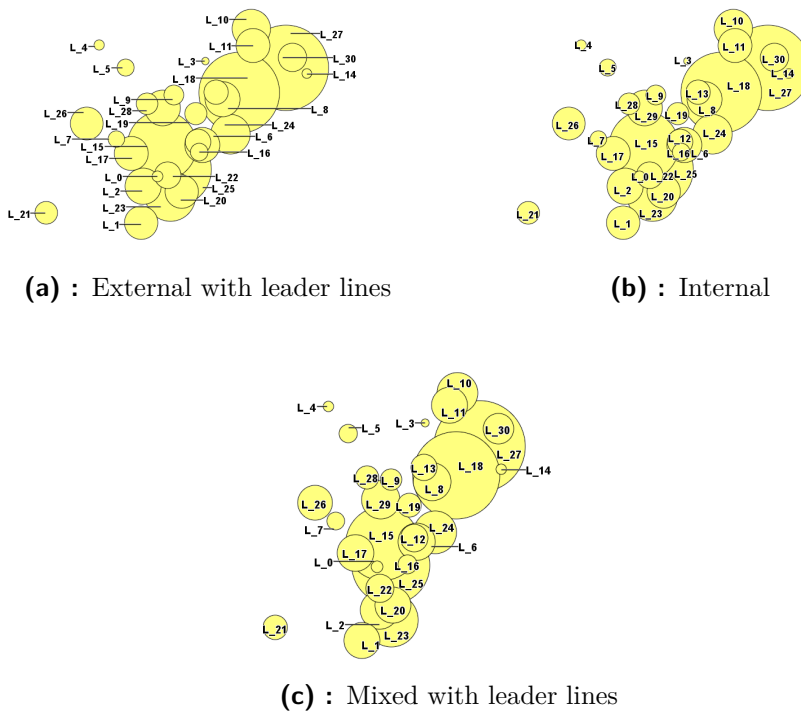 L_10
L_27
L_4
L_11
L_30
L_3
L_5
L_14
L_18
L_9
L_8
L_26
L_28
L_19
L_24
L_7
L_6
L_15
L_16
L_17
L_0
L_22
L_2
L_25
L_20
L_23
L_21
L_1
(a) : External with leader lines
L_10
L_4
L_11
L_30
L_3
L_5
L_14
L_18
L_27
L_13
L_9
L_28
L_8
L_29
L_19
L_26
L_24
L_7
L_12
L_15
L_16
L_6
L_17
L_0
L_22
L_25
L_2
L_20
L_21
L_23
L_1
(b) : Internal
L_10
L_4
L_11
L_3
L_5
L_30
L_27
L_13
L_18
L_14
L_28
L_9
L_8
L_26
L_29
L_19
L_7
L_24
L_15
L_12
L_6
L_17
L_0
L_16
L_25
L_22
L_20
L_2
L_21
L_23
L_1
(c) : Mixed with leader lines